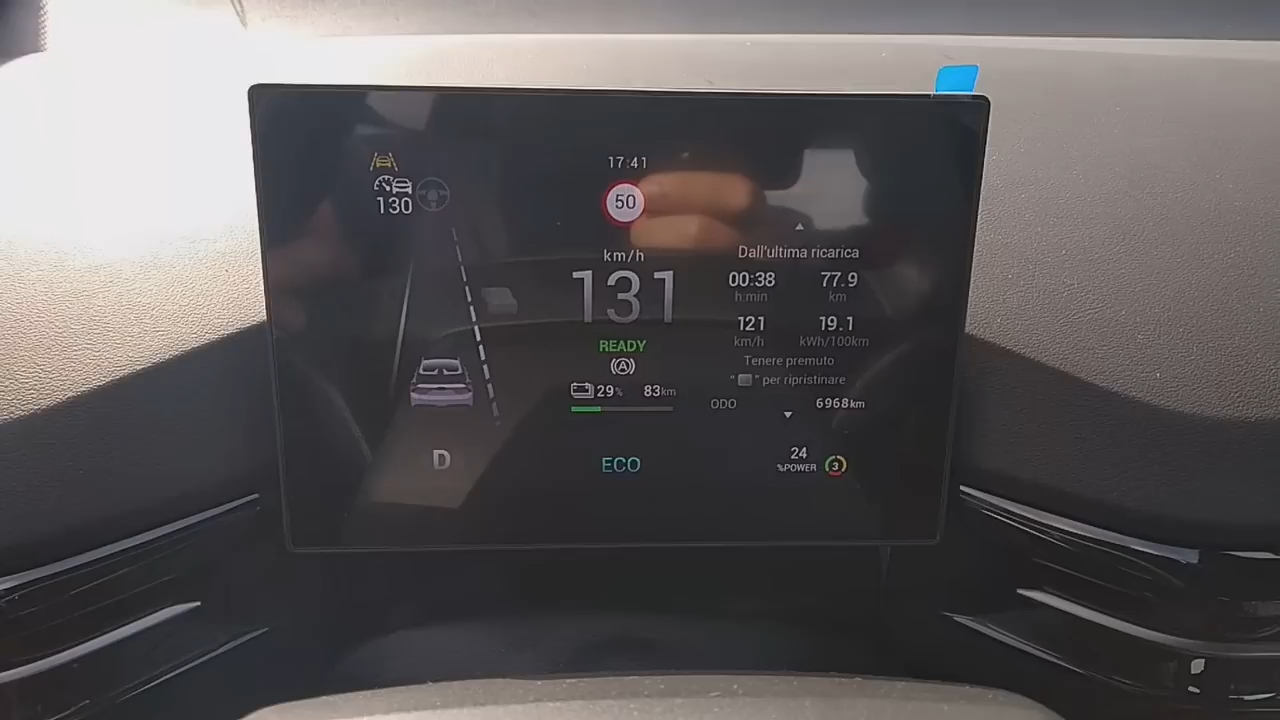 17:41
130
50
km/h
131
READY
A
29% 83km
D
ECO
Dall'ultima ricarica
00:38 77.9
h:min km
121 19.1
km/h kWh/100km
Tenere premuto
" " per ripristinare
ODO 6968km
24
%POWER 3